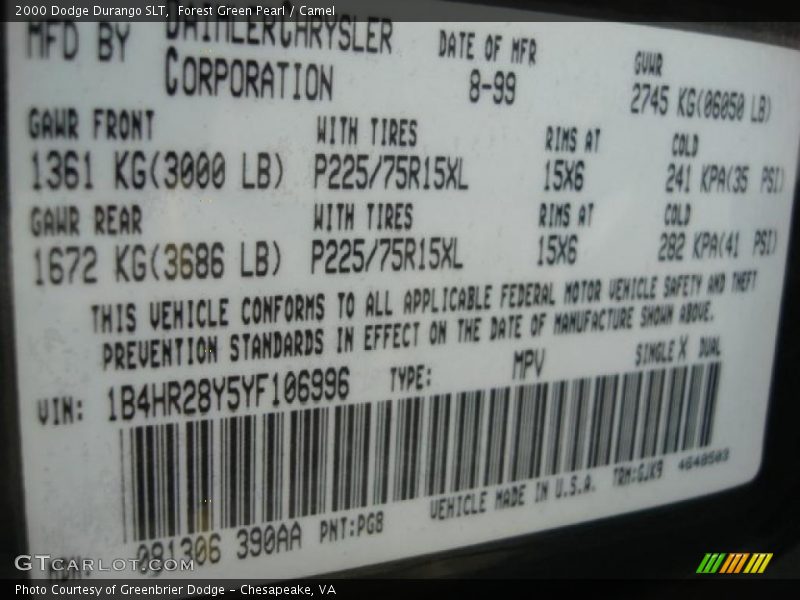 2000 Dodge Durango SLT, Forest Green Pearl / Camel
MFD BY DAIMLERCHRYSLER CORPORATION DATE OF MFR 8-99 GVWR 2745 KG(06050 LB)
GAWR FRONT WITH TIRES RIMS AT COLD
1361 KG(3000 LB) P225/75R15XL 15X6 241 KPA(35 PSI)
GAWR REAR WITH TIRES RIMS AT COLD
1672 KG(3686 LB) P225/75R15XL 15X6 282 KPA(41 PSI)
THIS VEHICLE CONFORMS TO ALL APPLICABLE FEDERAL MOTOR VEHICLE SAFETY AND THEFT
PREVENTION STANDARDS IN EFFECT ON THE DATE OF MANUFACTURE SHOWN ABOVE.
VIN: 1B4HR28Y5YF106996 TYPE: MPV SINGLE X DUAL
MDH: 081306 390AA PNT:PG8 VEHICLE MADE IN U.S.A. TRM:GJK9 4648503
GTCARLOT.COM
Photo Courtesy of Greenbrier Dodge – Chesapeake, VA